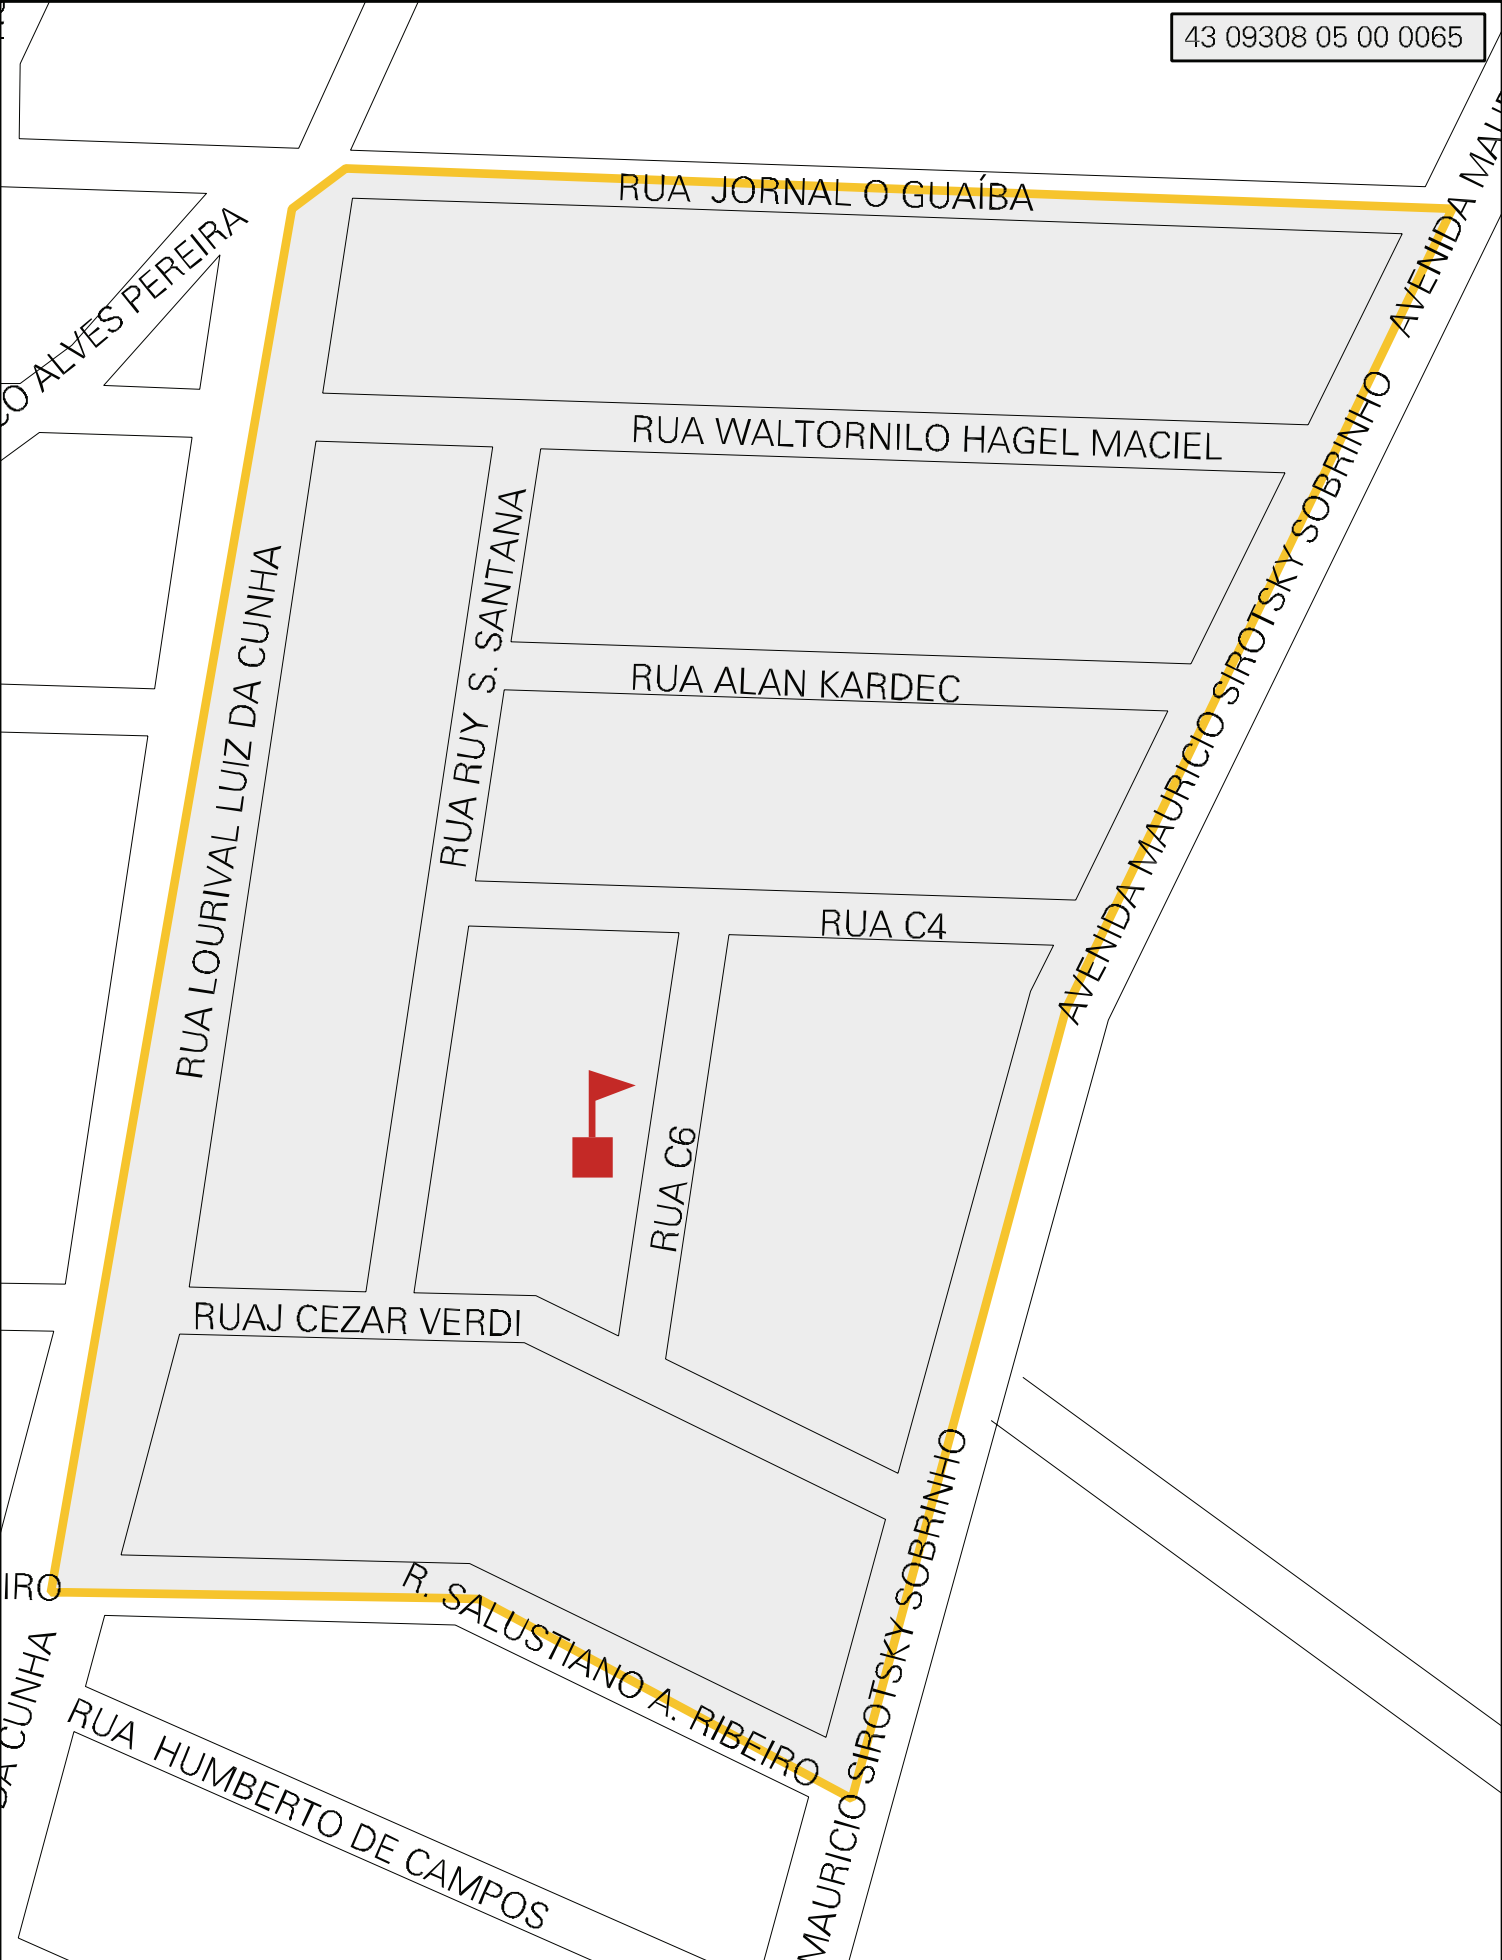 43 09308 05 00 0065
RUA JORNAL O GUAÍBA
AVENIDA
ALVES PEREIRA
RUA WALTORNILO HAGEL MACIEL
AVENIDA MAURICIO SIROTSKY SOBRINHO
RUA LOURIVAL LUIZ DA CUNHA
RUA RUY S. SANTANA
RUA ALAN KARDEC
RUA C4
RUA C6
RUAJ CEZAR VERDI
IRO
R. SALUSTIANO A. RIBEIRO
MAURICIO SIROTSKY SOBRINHO
DA CUNHA
RUA HUMBERTO DE CAMPOS